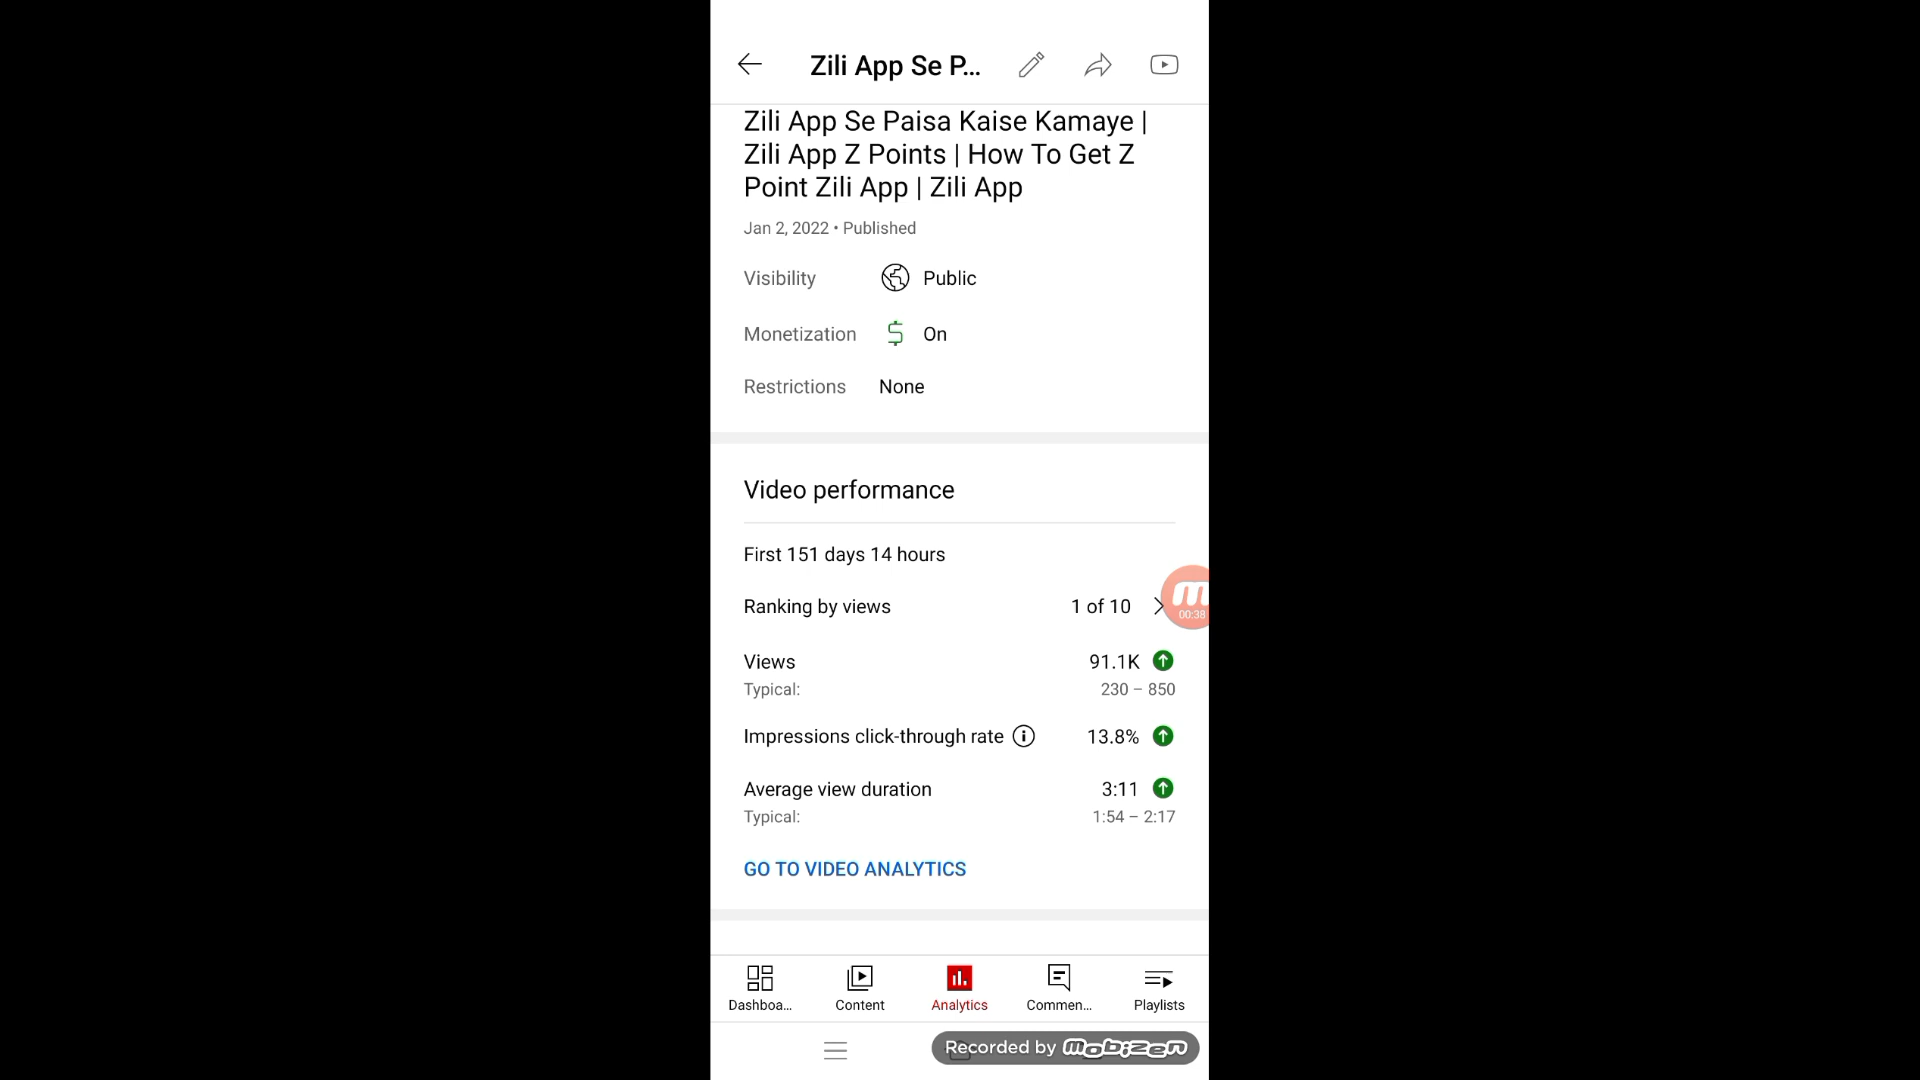 Zili App Se P...
Zili App Se Paisa Kaise Kamaye |
Zili App Z Points | How To Get Z
Point Zili App | Zili App
Jan 2, 2022 • Published
Visibility Public
Monetization On
Restrictions None
Video performance
First 151 days 14 hours
Ranking by views 1 of 10
00:38
Views 91.1K
Typical: 230 – 850
Impressions click-through rate 13.8%
Average view duration 3:11
Typical: 1:54 – 2:17
GO TO VIDEO ANALYTICS
Dashboa... Content Analytics Commen... Playlists
Recorded by mobizen